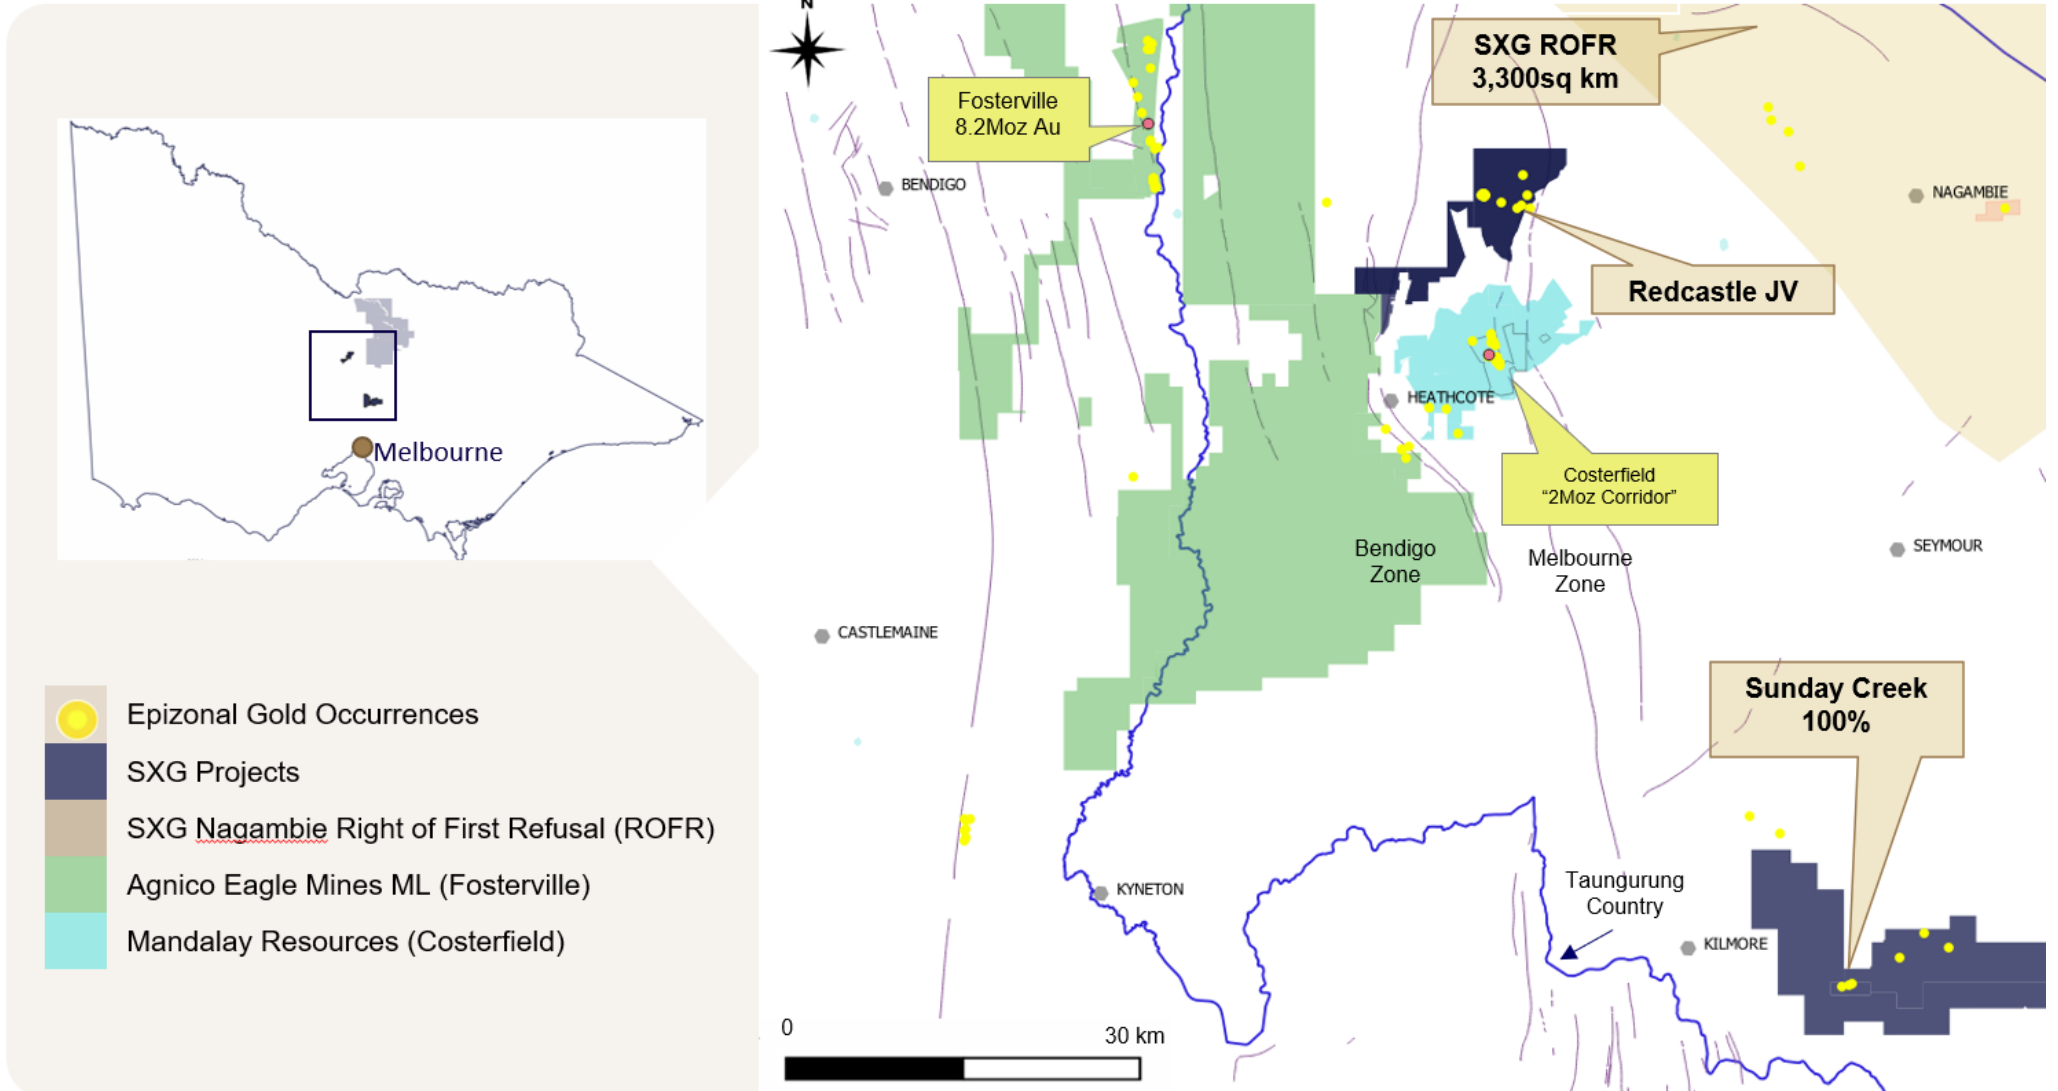 N
SXG ROFR
3,300sq km
Fosterville
8.2Moz Au
BENDIGO
NAGAMBIE
Redcastle JV
HEATHCOTE
Melbourne
Costerfield
“2Moz Corridor”
Bendigo
Zone
Melbourne
Zone
SEYMOUR
CASTLEMAINE
Sunday Creek
100%
Epizonal Gold Occurrences
SXG Projects
SXG Nagambie Right of First Refusal (ROFR)
Agnico Eagle Mines ML (Fosterville)
Mandalay Resources (Costerfield)
KYNETON
Taungurung
Country
KILMORE
0
30 km